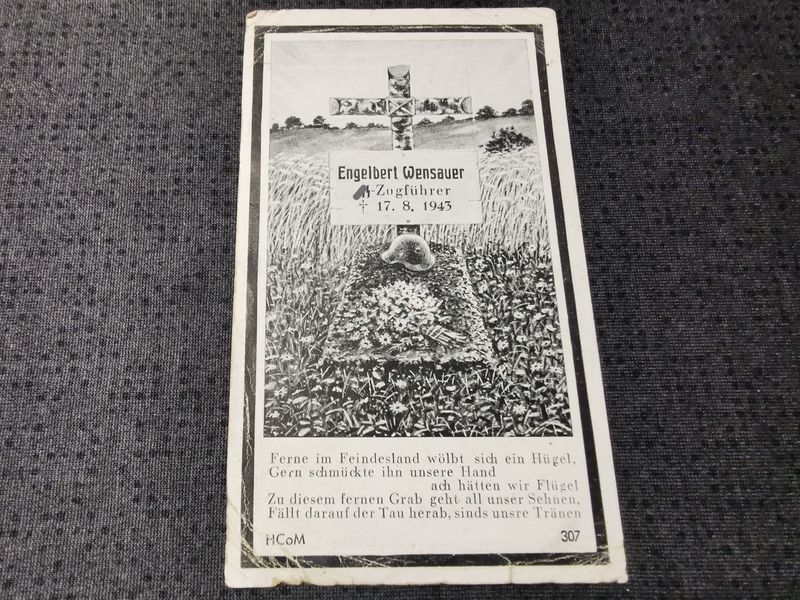 Engelbert Wensauer
-Zugführer
† 17. 8. 1943
Ferne im Feindesland wölbt sich ein Hügel,
Gern schmückte ihn unsere Hand
ach hätten wir Flügel
Zu diesem fernen Grab geht all unser Sehnen,
Fällt darauf der Tau herab, sinds unsre Tränen
HCoM
307